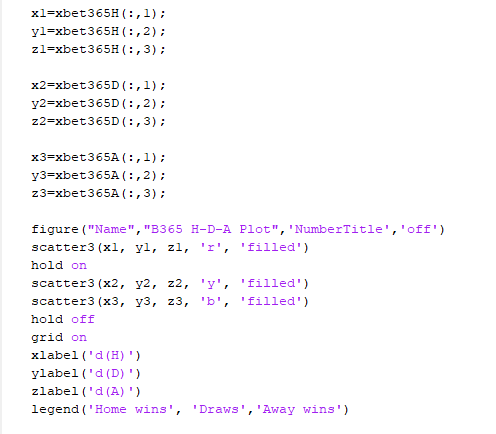 x1=xbet365H(:,1);
y1=xbet365H(:,2);
z1=xbet365H(:,3);
x2=xbet365D(:,1);
y2=xbet365D(:,2);
z2=xbet365D(:,3);
x3=xbet365A(:,1);
y3=xbet365A(:,2);
z3=xbet365A(:,3);
figure("Name","B365 H-D-A Plot",'NumberTitle','off')
scatter3(x1, y1, z1, 'r', 'filled')
hold on
scatter3(x2, y2, z2, 'y', 'filled')
scatter3(x3, y3, z3, 'b', 'filled')
hold off
grid on
xlabel('d(H)')
ylabel('d(D)')
zlabel('d(A)')
legend('Home wins', 'Draws','Away wins')